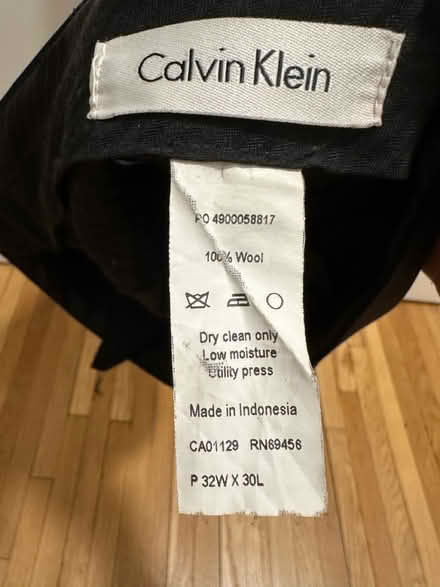 Calvin Klein
PO 4900058817
100% Wool
Dry clean only
Low moisture
Utility press
Made in Indonesia
CA01129 RN69456
P 32W X 30L